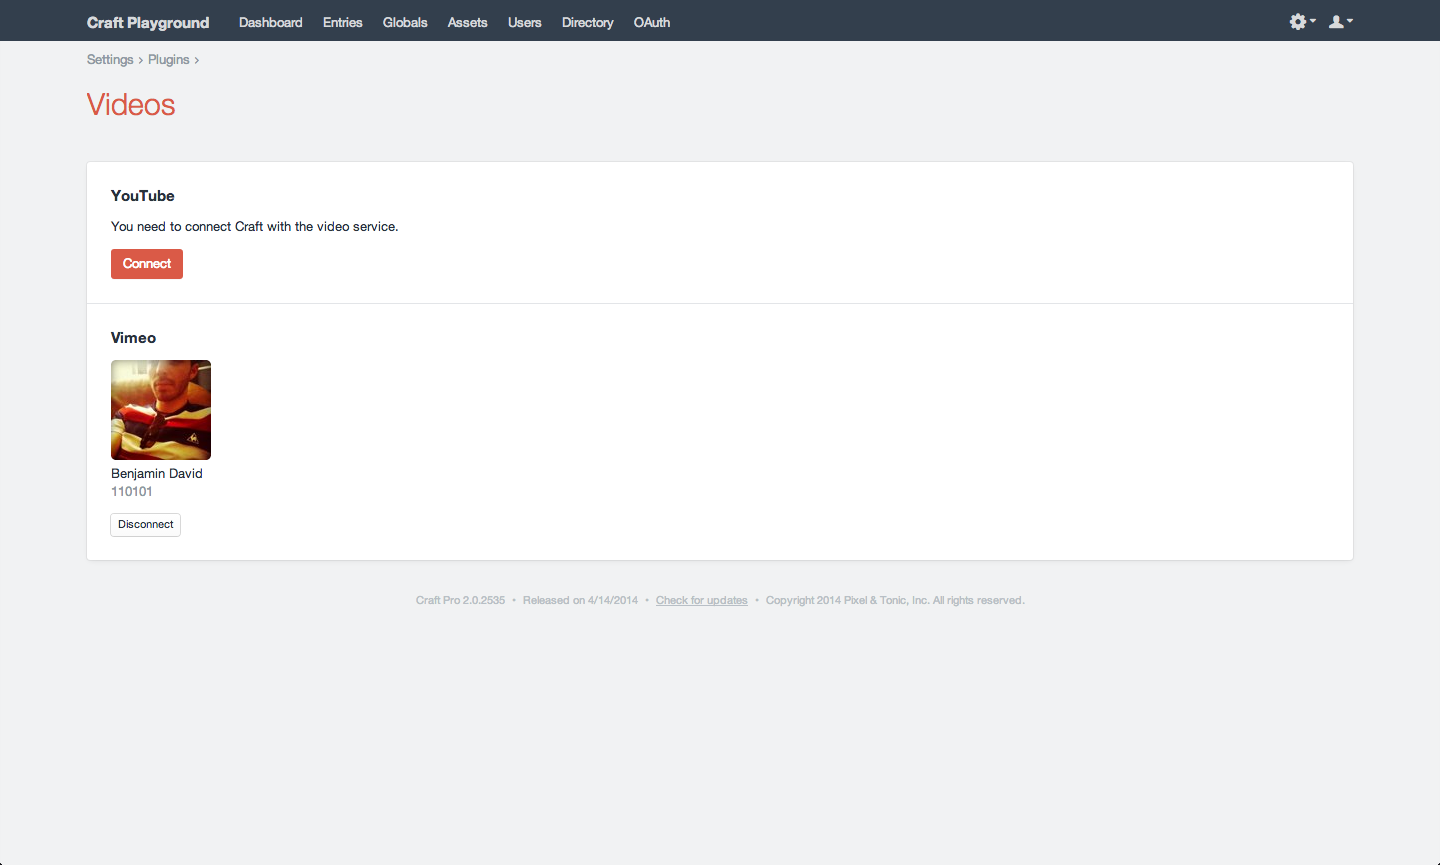 Craft Playground Dashboard Entries Globals Assets Users Directory OAuth
Settings › Plugins ›
Videos
YouTube
You need to connect Craft with the video service.
Connect
Vimeo
Benjamin David
110101
Disconnect
Craft Pro 2.0.2535 • Released on 4/14/2014 • Check for updates • Copyright 2014 Pixel & Tonic, Inc. All rights reserved.